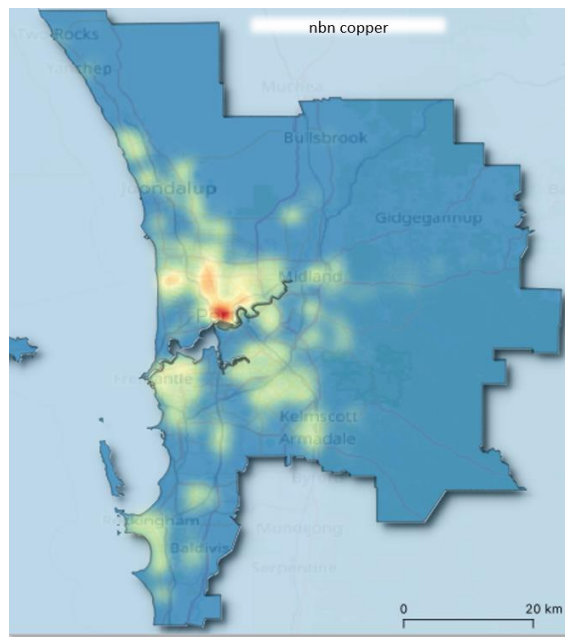 nbn copper
Two Rocks
Yanchep
Muchea
Bullsbrook
Joondalup
Gidgegannup
Midland
Fremantle
Kelmscott
Armadale
Byford
Rockingham
Mundijong
Baldivis
Serpentine
0
20 km